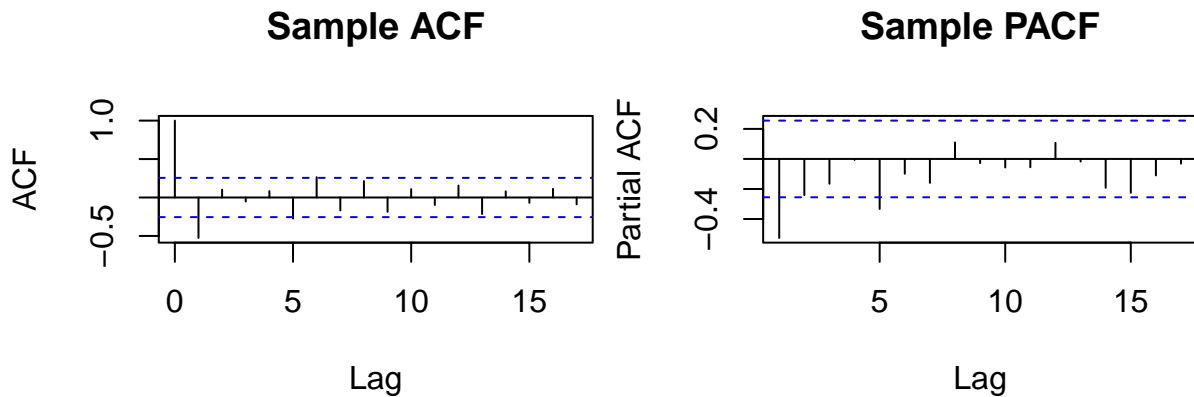 Sample ACF
ACF
1.0
−0.5
0 5 10 15
Lag
Sample PACF
Partial ACF
0.2
−0.4
5 10 15
Lag